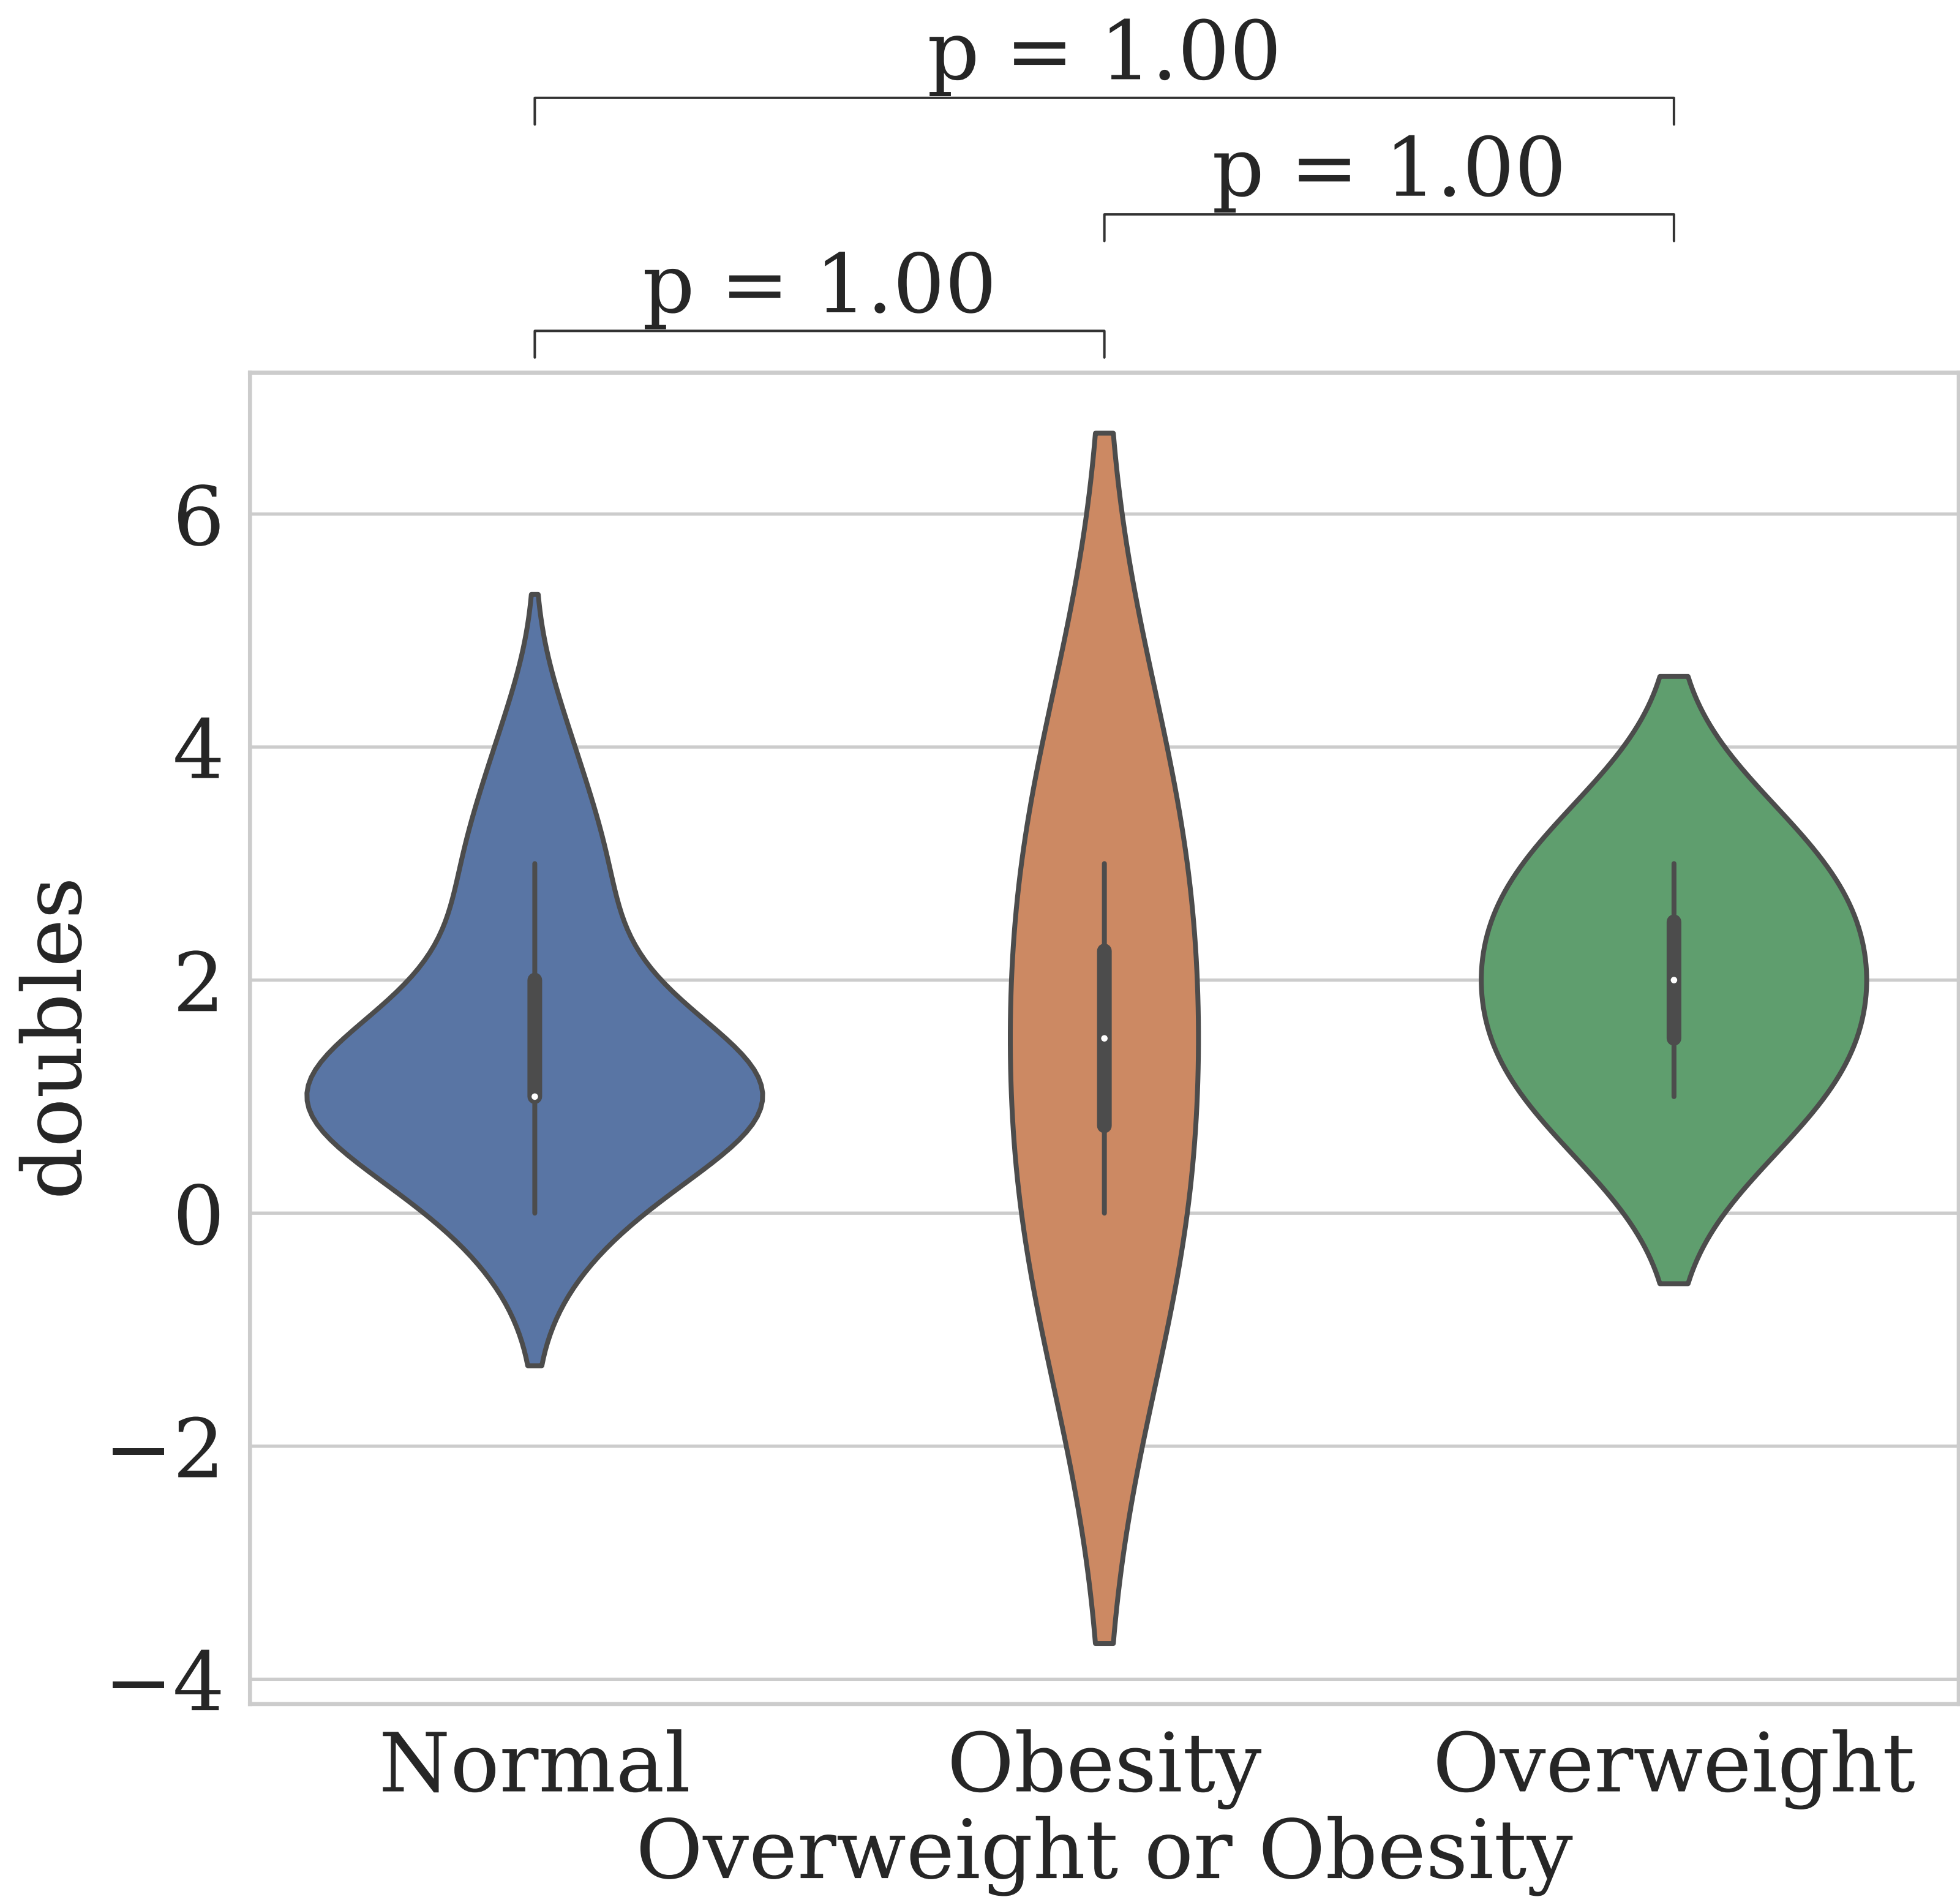 p = 1.00
p = 1.00
p = 1.00
6
4
2
0
−2
−4
doubles
Normal Obesity Overweight
Overweight or Obesity